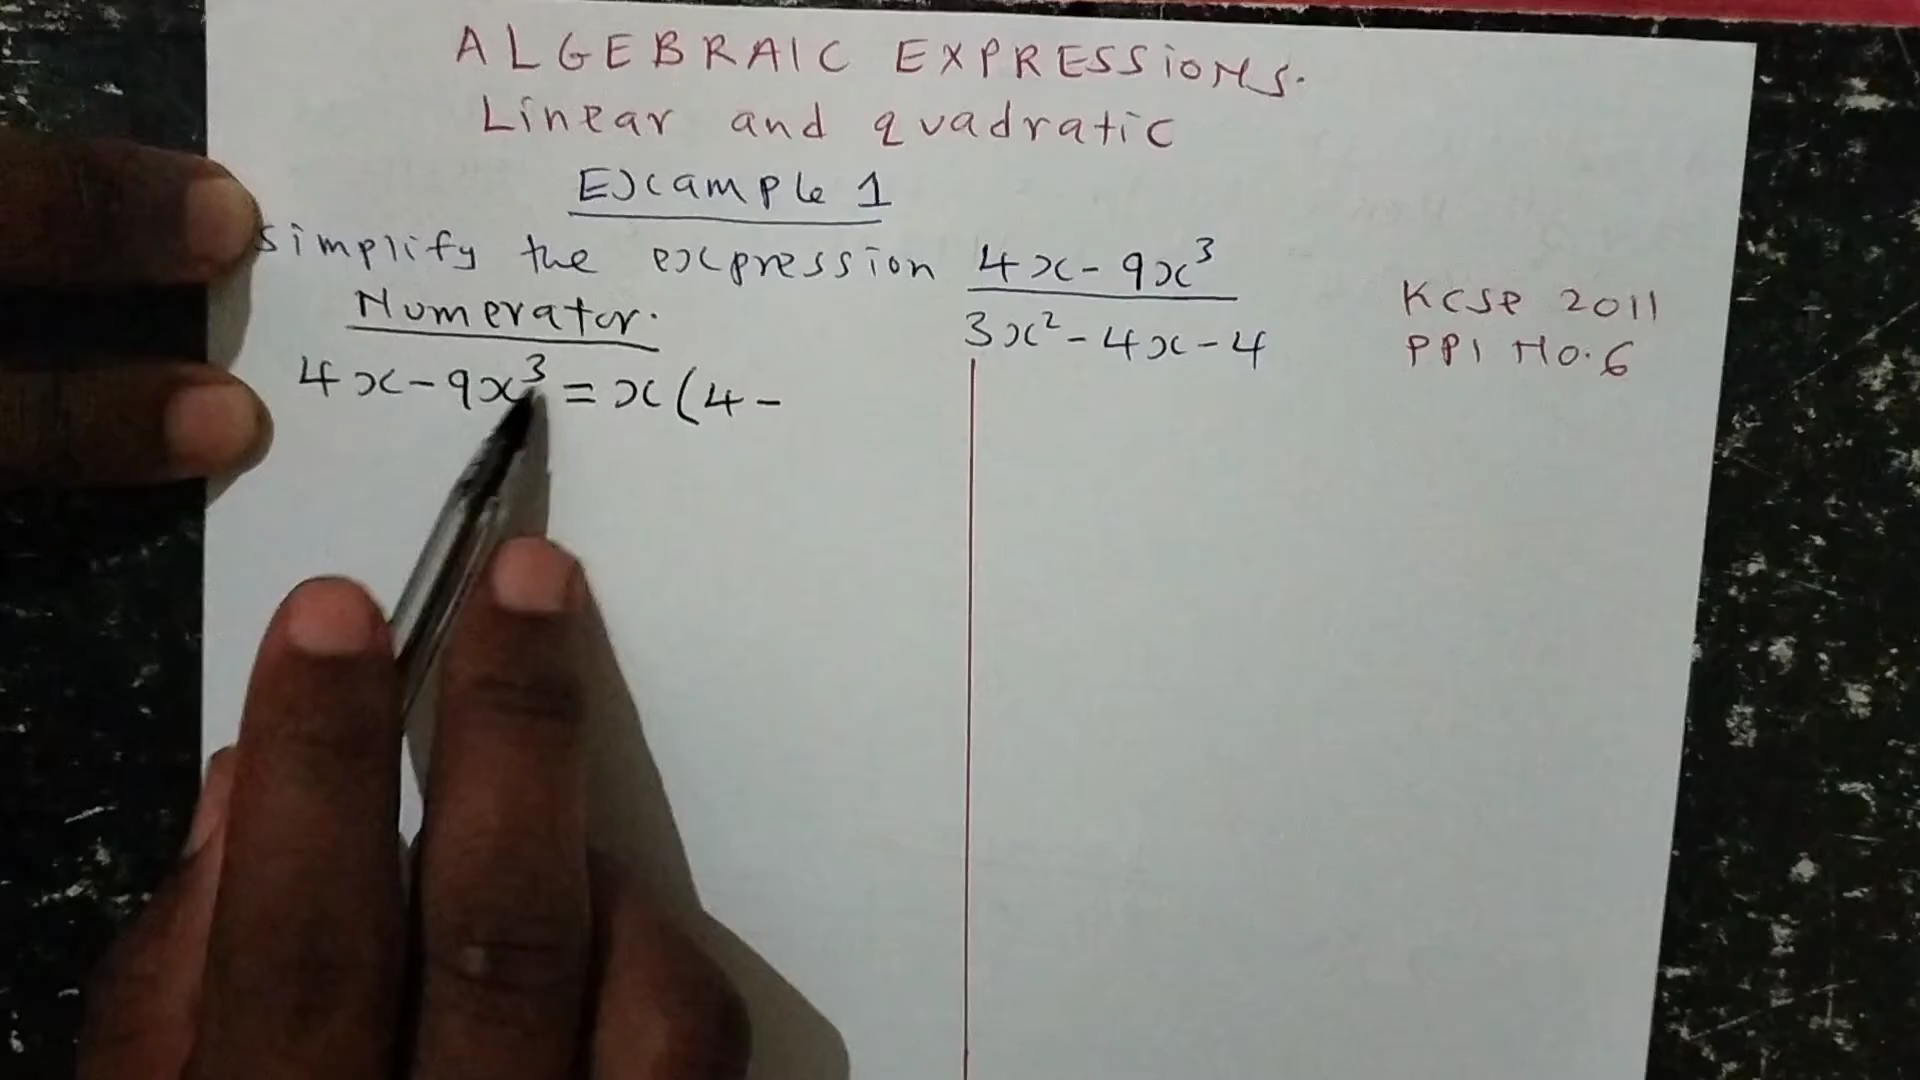 ALGEBRAIC EXPRESSIONS.
Linear and quadratic
Example 1
simplify the expression 4x - 9x³
3x² - 4x - 4
KCSE 2011
PP1 No. 6
Numerator.
4x - 9x³ = x(4 -